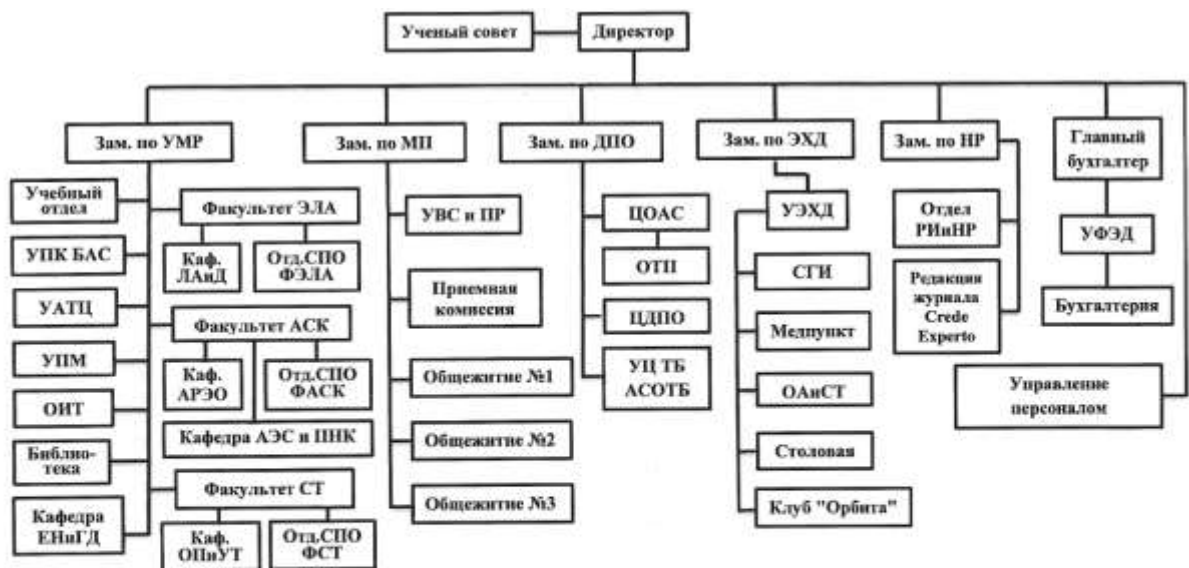 Ученый совет
Директор
Зам. по УМР
Зам. по МП
Зам. по ДПО
Зам. по ЭХД
Зам. по НР
Главный
бухгалтер
Учебный
отдел
УПК БАС
УАТЦ
УПМ
ОИТ
Библио-
тека
Кафедра
ЕНиГД
Факультет ЭЛА
Каф.
ЛАиД
Отд.СПО
ФЭЛА
Факультет АСК
Каф.
АРЭО
Отд.СПО
ФАСК
Кафедра АЭС и ПНК
Факультет СТ
Каф.
ОПиУТ
Отд.СПО
ФСТ
УВС и ПР
Приемная
комиссия
Общежитие №1
Общежитие №2
Общежитие №3
ЦОАС
ОТП
ЦДПО
УЦ ТБ
АСОТБ
УЭХД
СГИ
Медпункт
ОАиСТ
Столовая
Клуб "Орбита"
Отдел
РИиНР
Редакция
журнала
Crede
Experto
УФЭД
Бухгалтерия
Управление
персоналом